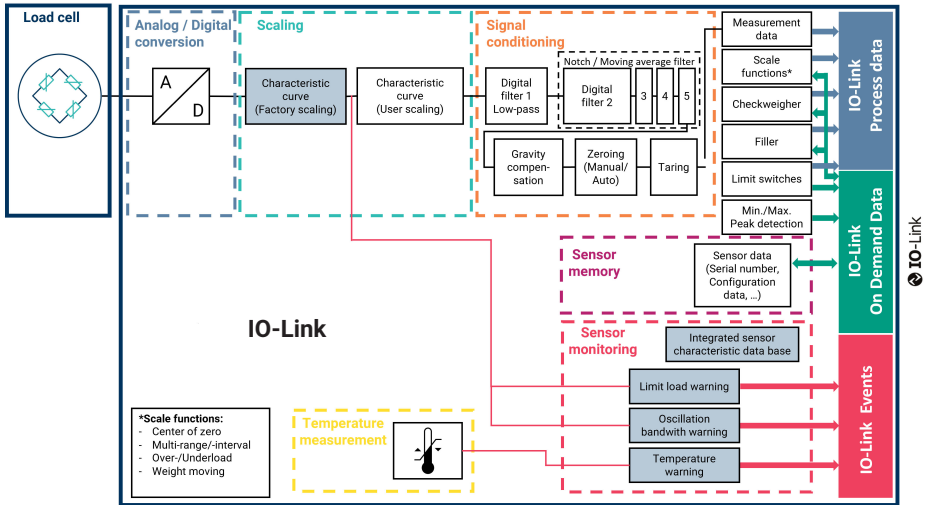 Load cell
Analog / Digital
conversion
A
D
Scaling
Characteristic
curve
(Factory scaling)
Characteristic
curve
(User scaling)
Signal
conditioning
Digital
filter 1
Low-pass
Notch / Moving average filter
Digital
filter 2
3
4
5
Gravity
compen-
sation
Zeroing
(Manual/
Auto)
Taring
Measurement
data
Scale
functions*
Checkweigher
Filler
Limit switches
Min./Max.
Peak detection
IO-Link
Process data
IO-Link
On Demand Data
IO-Link Events
Sensor
memory
Sensor data
(Serial number,
Configuration
data, ...)
Sensor
monitoring
Integrated sensor
characteristic data base
Limit load warning
Oscillation
bandwith warning
Temperature
warning
IO-Link
*Scale functions:
- Center of zero
- Multi-range/-interval
- Over-/Underload
- Weight moving
Temperature
measurement
IO-Link